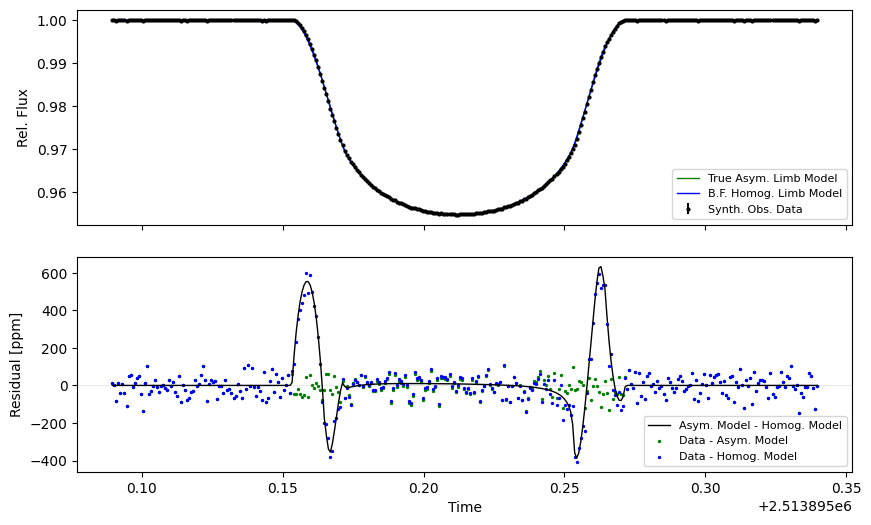 1.00
0.99
0.98
0.97
0.96
Rel. Flux
True Asym. Limb Model
B.F. Homog. Limb Model
Synth. Obs. Data
600
400
200
0
−200
−400
Residual [ppm]
Asym. Model - Homog. Model
Data - Asym. Model
Data - Homog. Model
0.10 0.15 0.20 0.25 0.30 0.35
Time
+2.513895e6